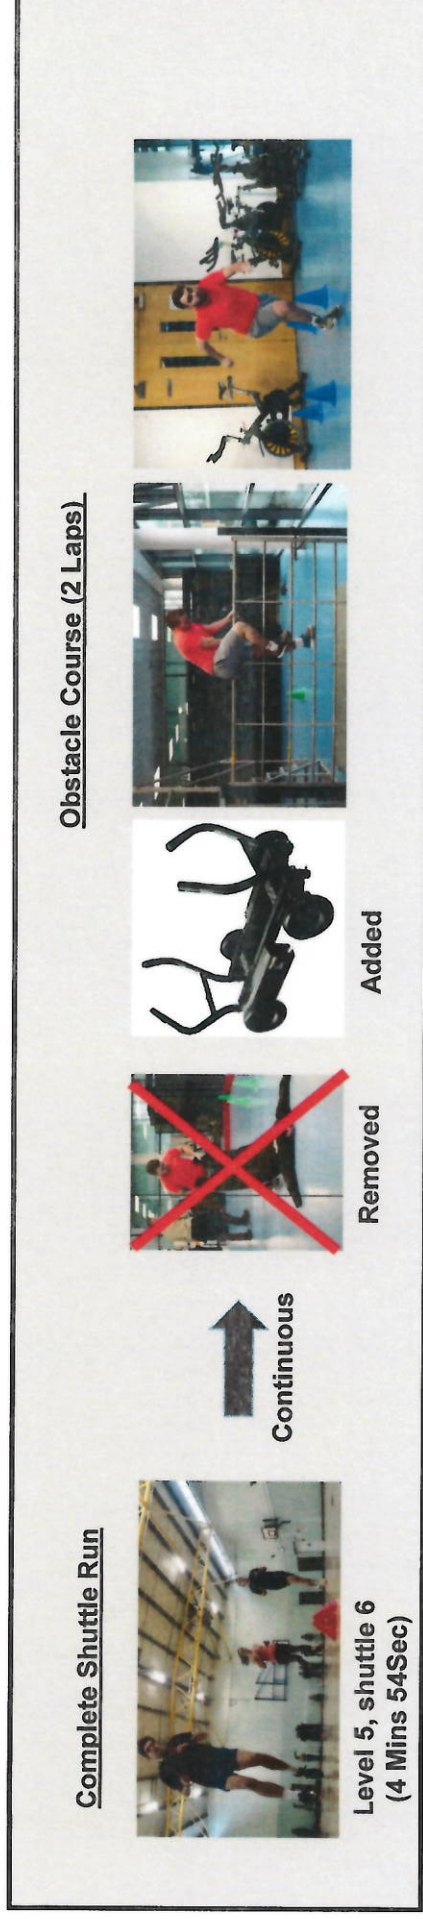 Complete Shuttle Run
Level 5, shuttle 6
(4 Mins 54Sec)
Continuous
Obstacle Course (2 Laps)
Removed
Added